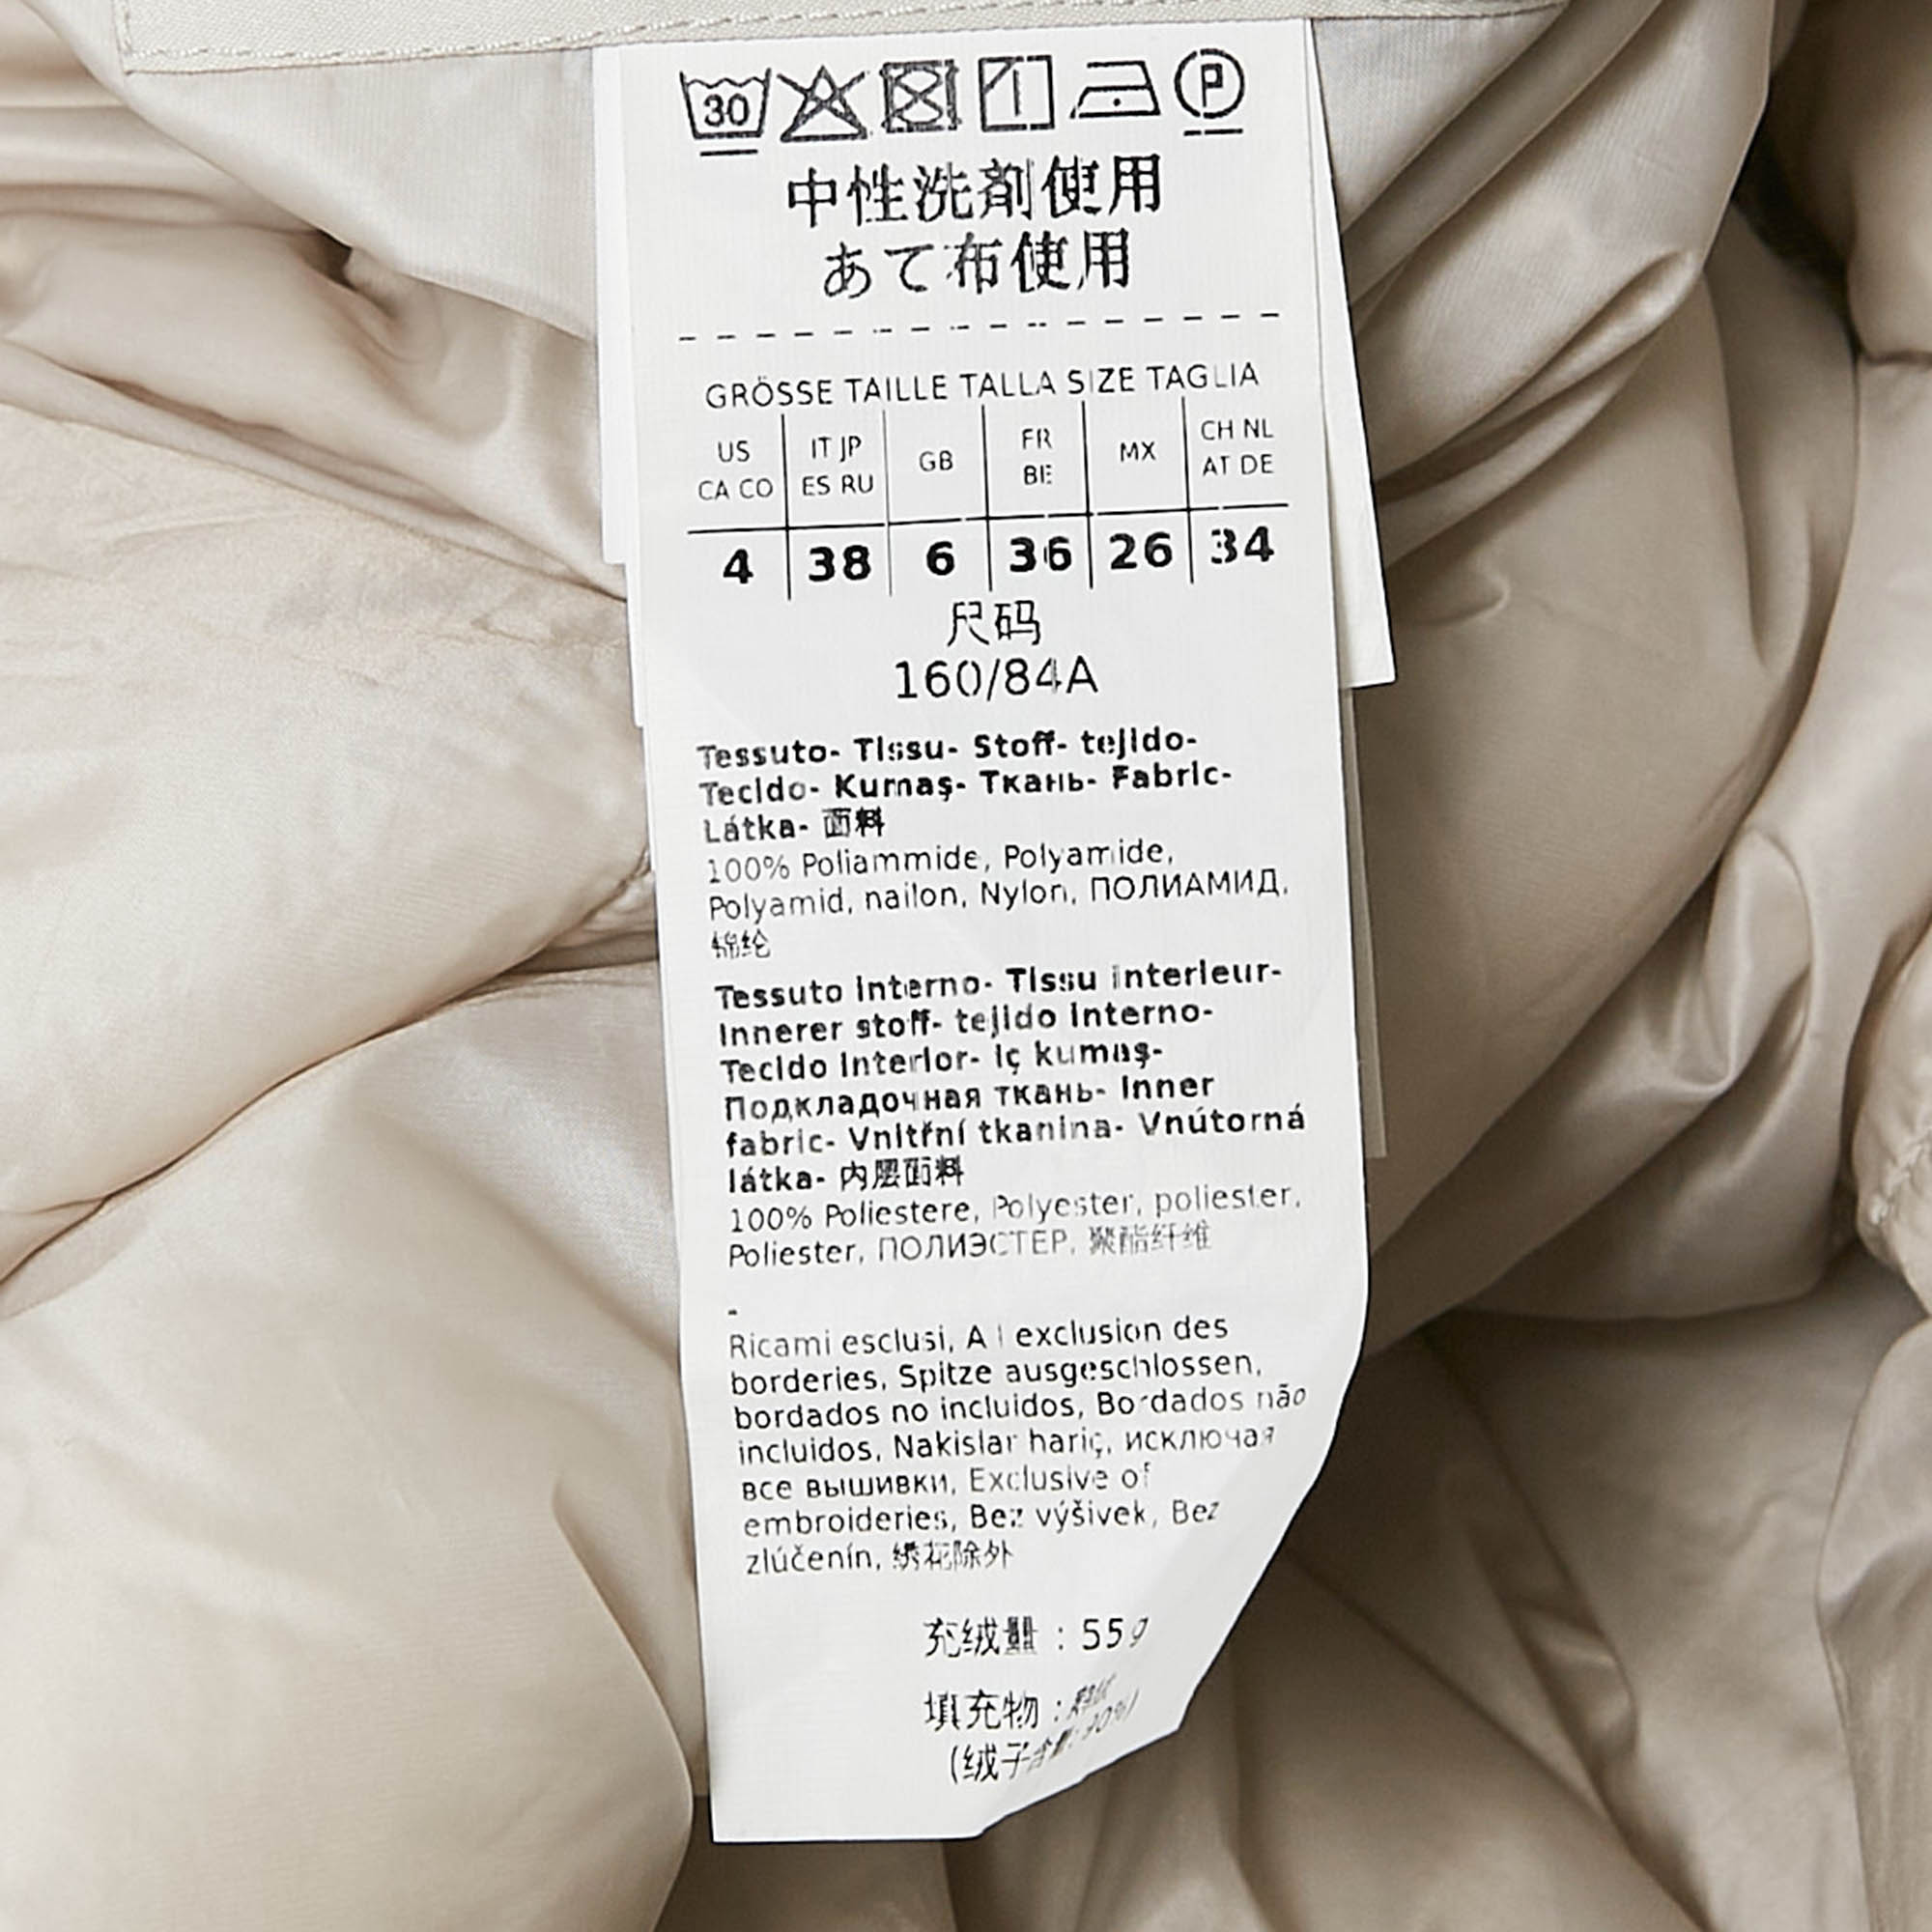 30 P
中性洗剤使用
あて布使用
GRÖSSE TAILLE TALLA SIZE TAGLIA
US CA CO
IT JP ES RU
GB
FR BE
MX
CH NL AT DE
4 38 6 36 26 34
尺码
160/84A
Tessuto- Tissu- Stoff- tejido-
Tecido- Kumaş- Ткань- Fabric-
Látka- 面料
100% Poliammide, Polyamide,
Polyamid, nailon, Nylon, ПОЛИАМИД,
锦纶
Tessuto interno- Tissu interieur-
Innerer stoff- tejido interno-
Tecido interior- iç kumaş-
Подкладочная ткань- Inner
fabric- Vnitřní tkanina- Vnútorná
látka- 内层面料
100% Poliestere, Polyester, poliester,
Poliester, ПОЛИЭСТЕР, 聚酯纤维
-
Ricami esclusi, A l exclusion des
borderies, Spitze ausgeschlossen,
bordados no incluidos, Bordados não
incluidos, Nakislar hariç, исключая
все вышивки, Exclusive of
embroideries, Bez výšivek, Bez
zlúčenín, 绣花除外
充绒量 : 55g
填充物 :
(绒子含量:90%)